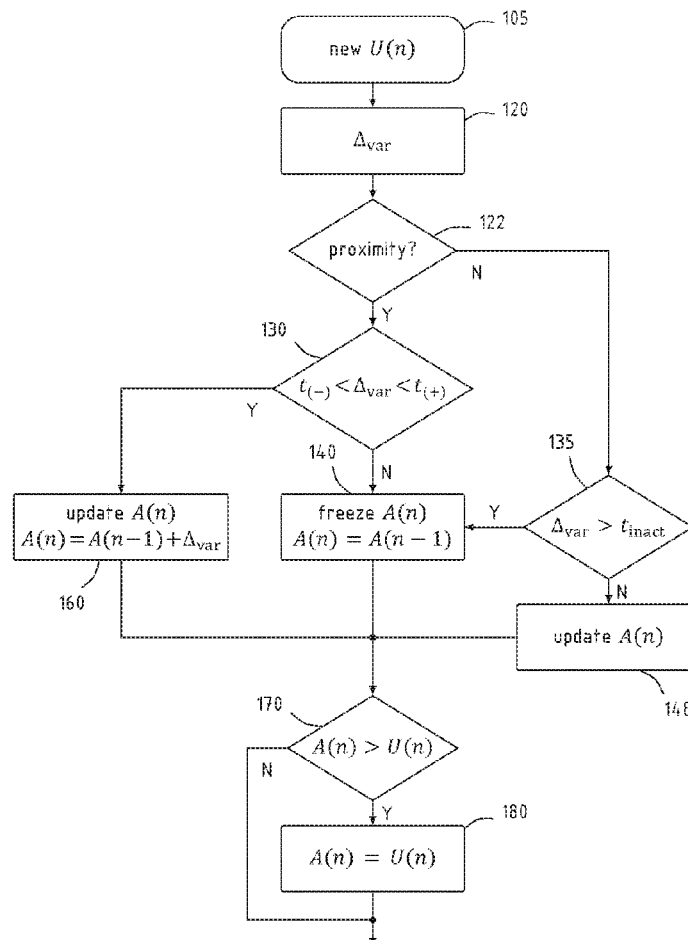 105
new U(n)
120
Δvar
122
proximity?
N
Y
130
t(−) < Δvar < t(+)
Y
N
140
135
update A(n)
A(n)=A(n−1)+Δvar
160
freeze A(n)
A(n) = A(n − 1)
Y
Δvar > tinact
N
update A(n)
148
170
A(n) > U(n)
N
Y
180
A(n) = U(n)